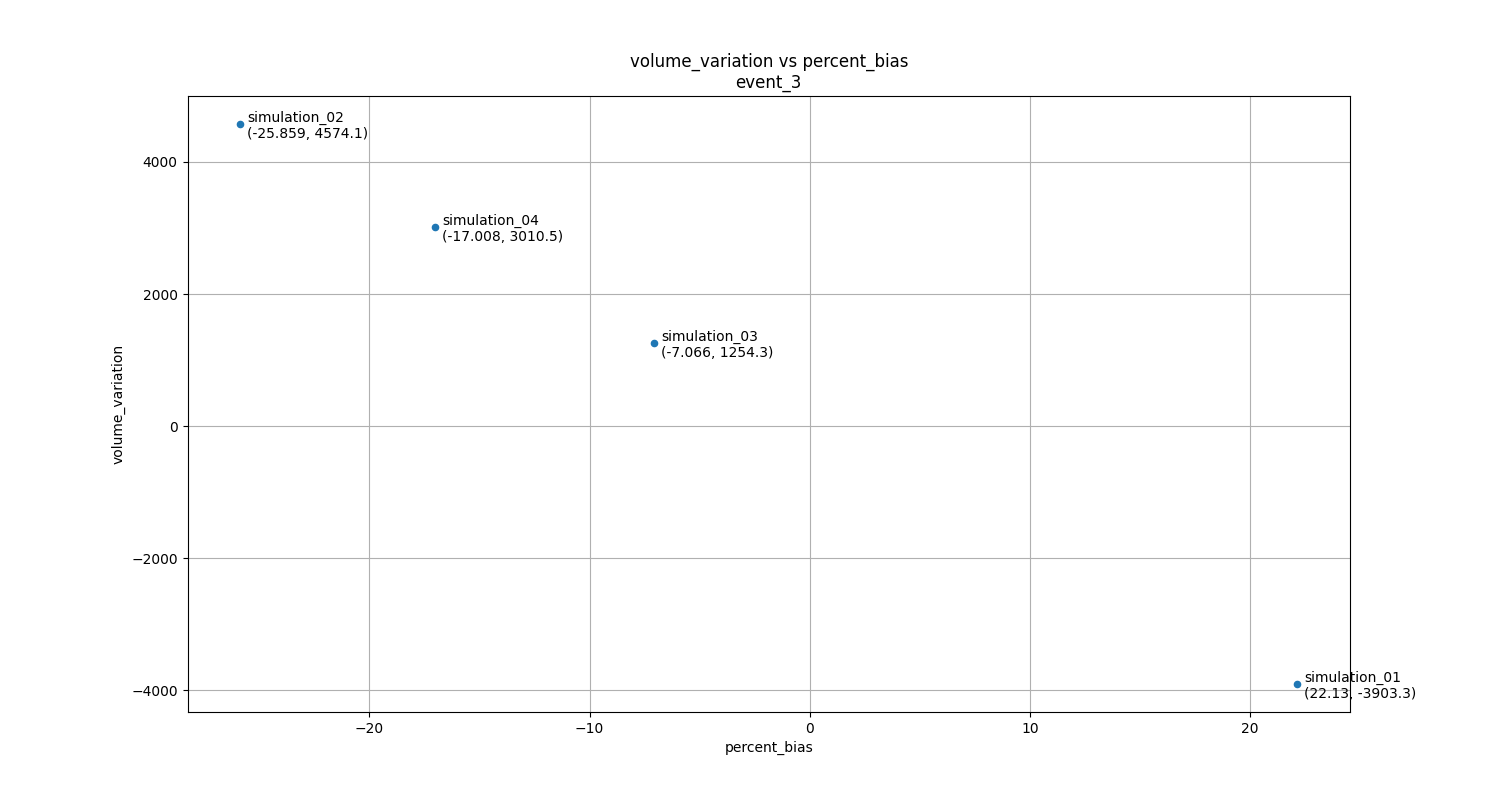 volume_variation vs percent_bias
event_3
simulation_02
(-25.859, 4574.1)
4000
simulation_04
(-17.008, 3010.5)
2000
simulation_03
(-7.066, 1254.3)
volume_variation
0
−2000
simulation_01
(22.13, -3903.3)
−4000
−20 −10 0 10 20
percent_bias